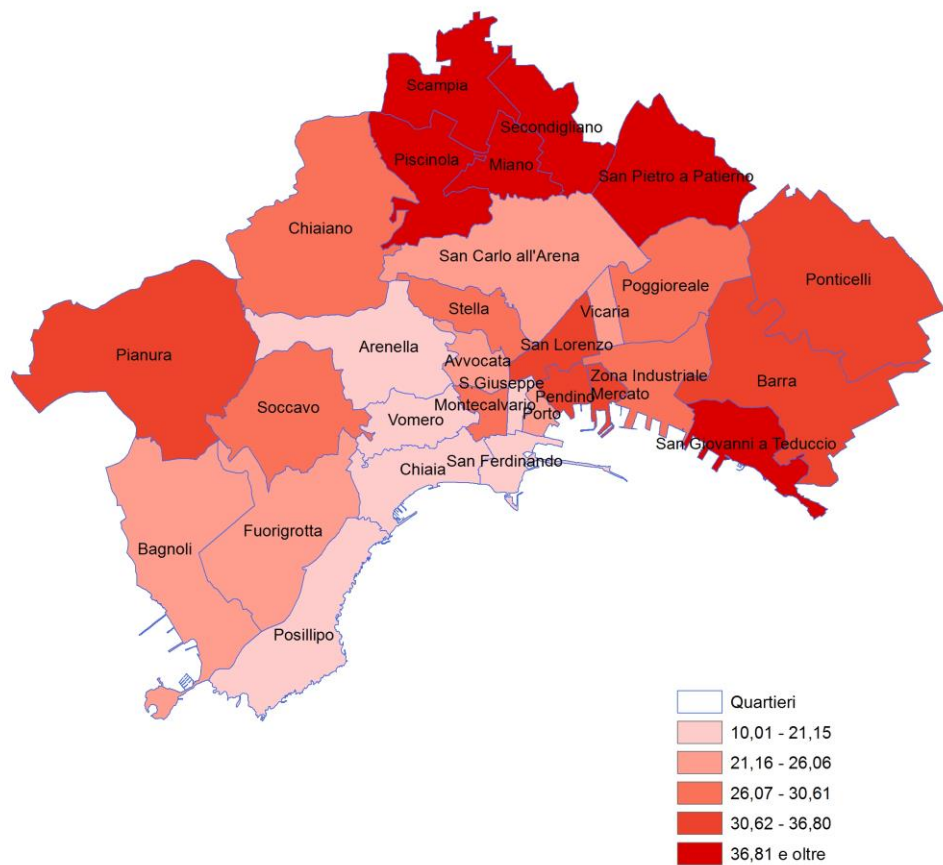 Scampia
Secondigliano
Piscinola
Miano
San Pietro a Patierno
Chiaiano
San Carlo all'Arena
Ponticelli
Poggioreale
Stella
Vicaria
Pianura
Arenella
San Lorenzo
Avvocata
Zona Industriale
Barra
S.Giuseppe
Soccavo
Pendino
Mercato
Montecalvario
Porto
Vomero
San Giovanni a Teduccio
Chiaia
San Ferdinando
Fuorigrotta
Bagnoli
Posillipo
Quartieri
10,01 - 21,15
21,16 - 26,06
26,07 - 30,61
30,62 - 36,80
36,81 e oltre